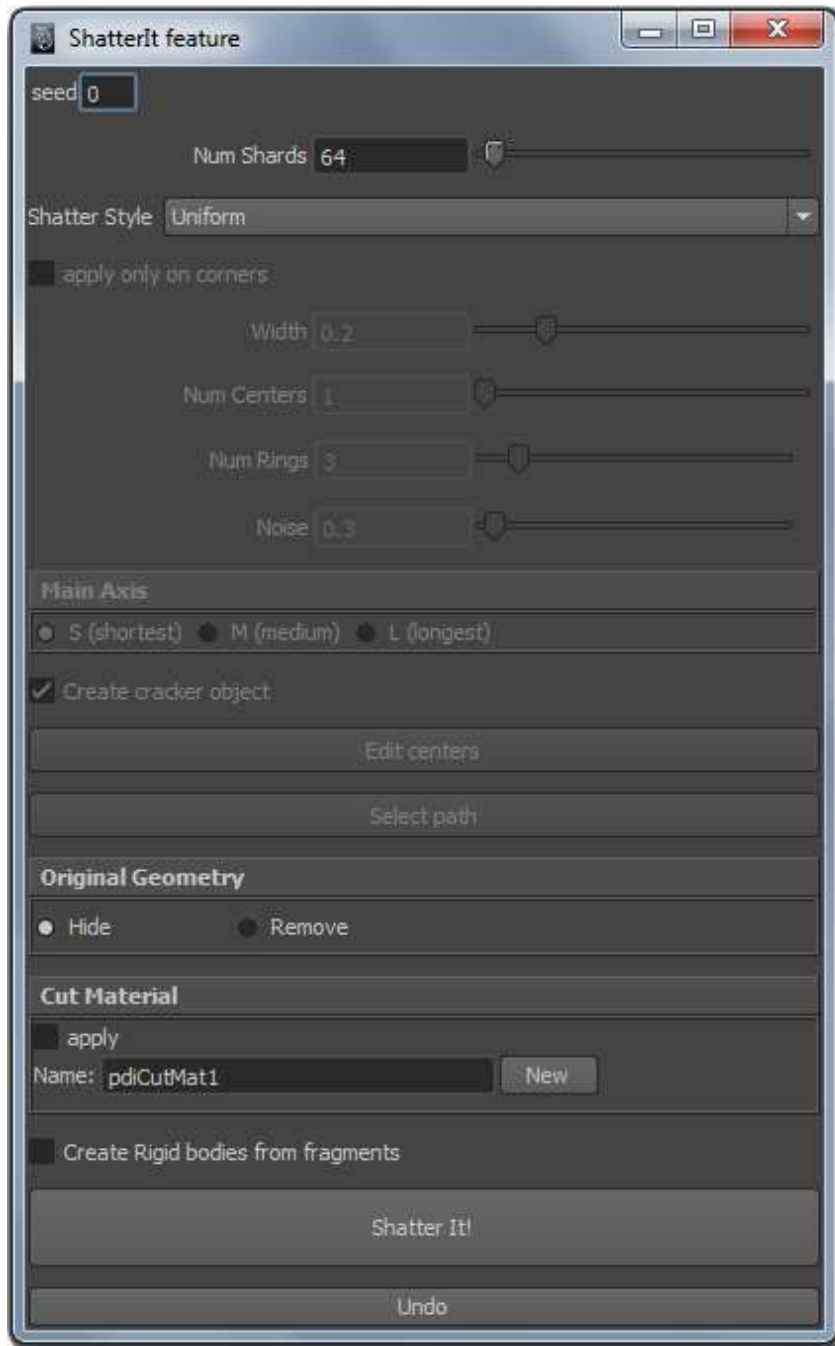 ShatterIt feature
seed 0
Num Shards 64
Shatter Style Uniform
apply only on corners
Width 0.2
Num Centers 1
Num Rings 3
Noise 0.3
Main Axis
S (shortest) M (medium) L (longest)
Create cracker object
Edit centers
Select path
Original Geometry
Hide Remove
Cut Material
apply
Name: pdiCutMat1 New
Create Rigid bodies from fragments
Shatter It!
Undo